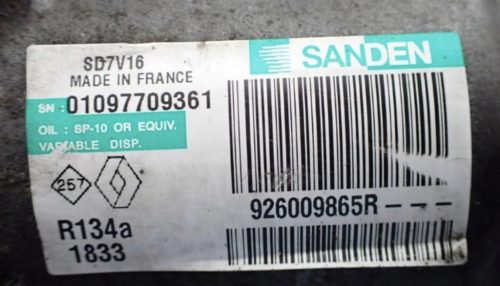 SANDEN
SD7V16
MADE IN FRANCE
SN : 01097709361
OIL : SP-10 OR EQUIV.
VARIABLE DISP.
257
926009865R---
R134a
1833